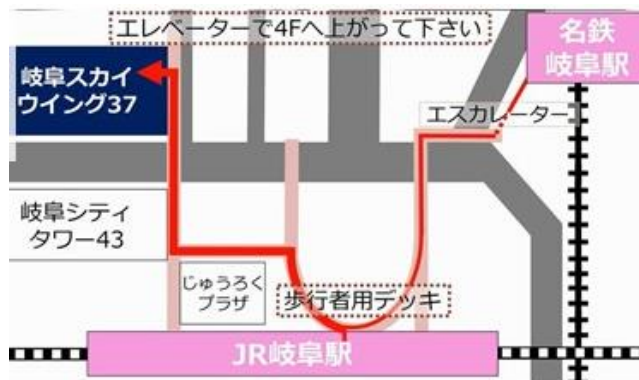 エレベーターで4Fへ上がって下さい
名鉄
岐阜駅
岐阜スカイ
ウイング37
エスカレーター
岐阜シティ
タワー43
じゅうろく
プラザ
歩行者用デッキ
JR岐阜駅